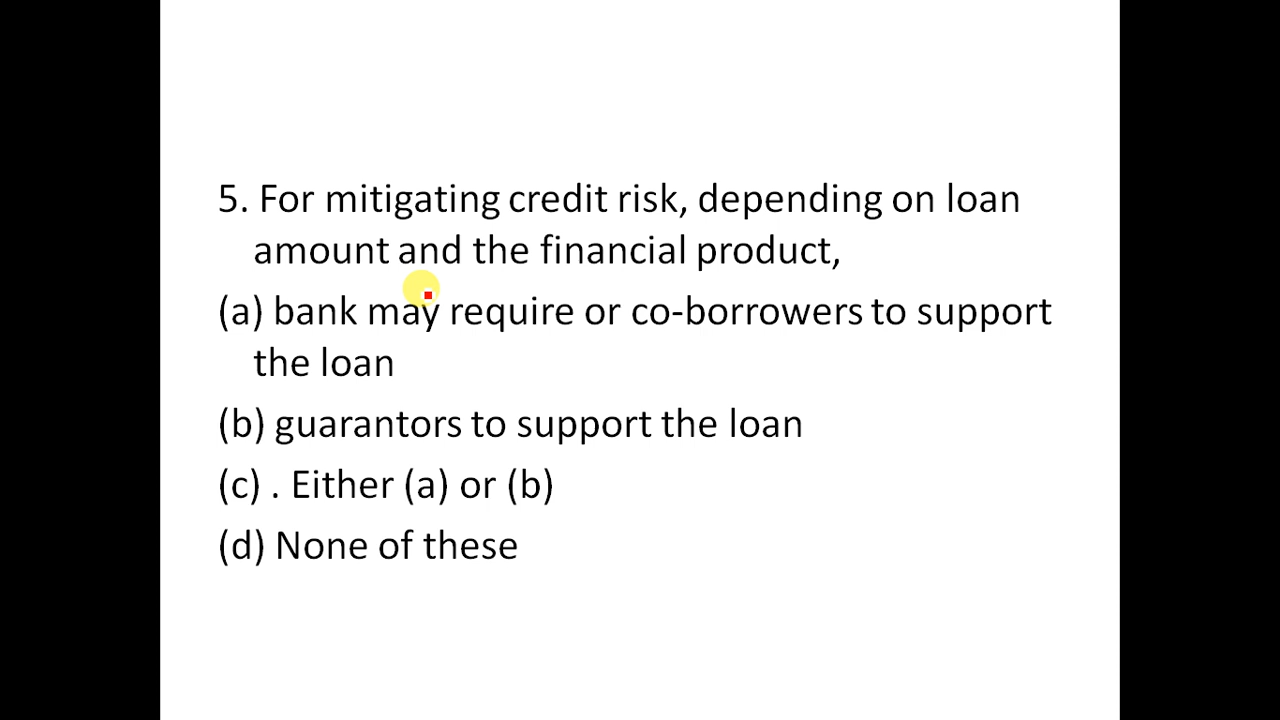 5. For mitigating credit risk, depending on loan
amount and the financial product,
(a) bank may require or co-borrowers to support
the loan
(b) guarantors to support the loan
(c) . Either (a) or (b)
(d) None of these